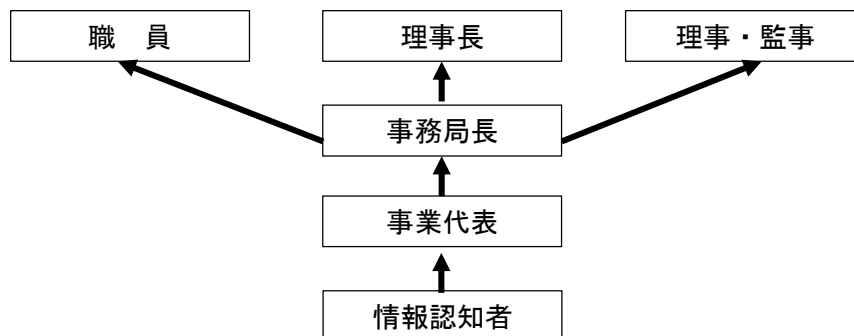 職　員
理事長
理事・監事
事務局長
事業代表
情報認知者